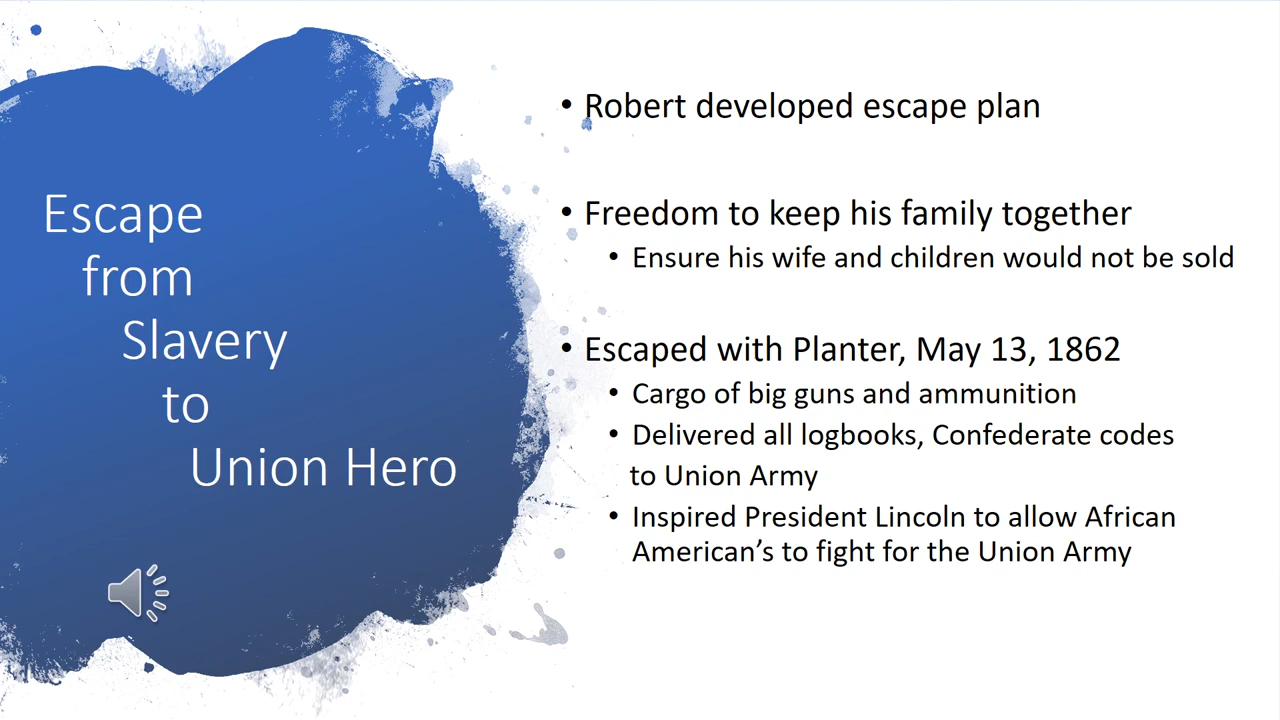 Escape
from
Slavery
to
Union Hero
• Robert developed escape plan
• Freedom to keep his family together
• Ensure his wife and children would not be sold
• Escaped with Planter, May 13, 1862
• Cargo of big guns and ammunition
• Delivered all logbooks, Confederate codes
to Union Army
• Inspired President Lincoln to allow African
American’s to fight for the Union Army